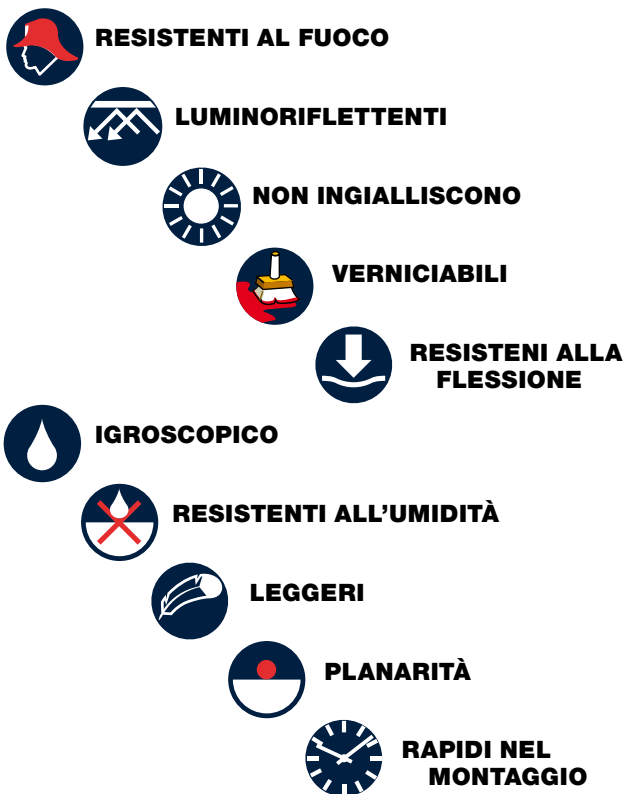 RESISTENTI AL FUOCO
LUMINORIFLETTENTI
NON INGIALLISCONO
VERNICIABILI
RESISTENI ALLA
FLESSIONE
IGROSCOPICO
RESISTENTI ALL’UMIDITÀ
LEGGERI
PLANARITÀ
RAPIDI NEL
MONTAGGIO